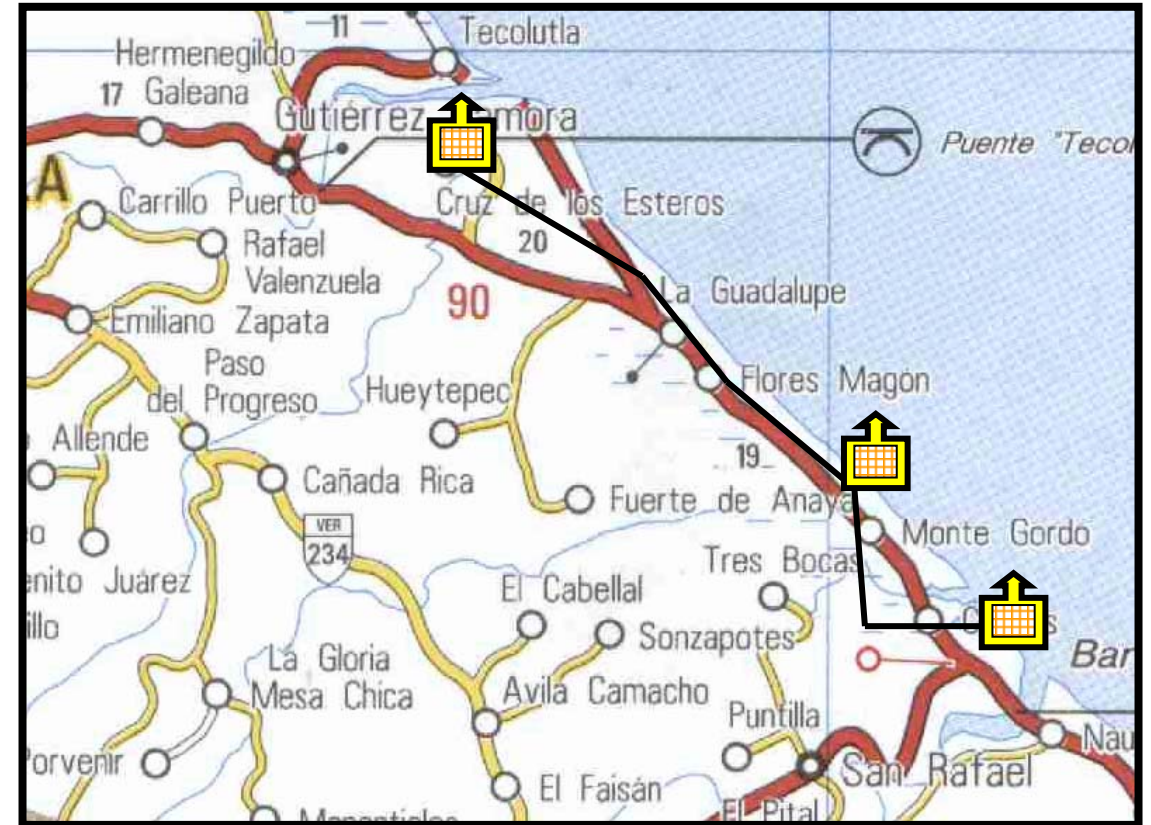 11
Tecolutla
Hermenegildo
Galeana
17
Gutiérrez
Puente "Tecol
A
Carrillo Puerto
Cruz de los Esteros
Rafael
Valenzuela
20
90
La Guadalupe
Emiliano Zapata
Paso
del Progreso
Hueytepec
Flores Magón
Allende
19
Cañada Rica
Fuerte de Anaya
VER
234
Monte Gordo
Tres Bocas
enito Juárez
El Cabellal
illo
Sonzapotes
La Gloria
Mesa Chica
Bar
Avila Camacho
Puntilla
Nau
orvenir
San Rafael
El Faisán
El Pital